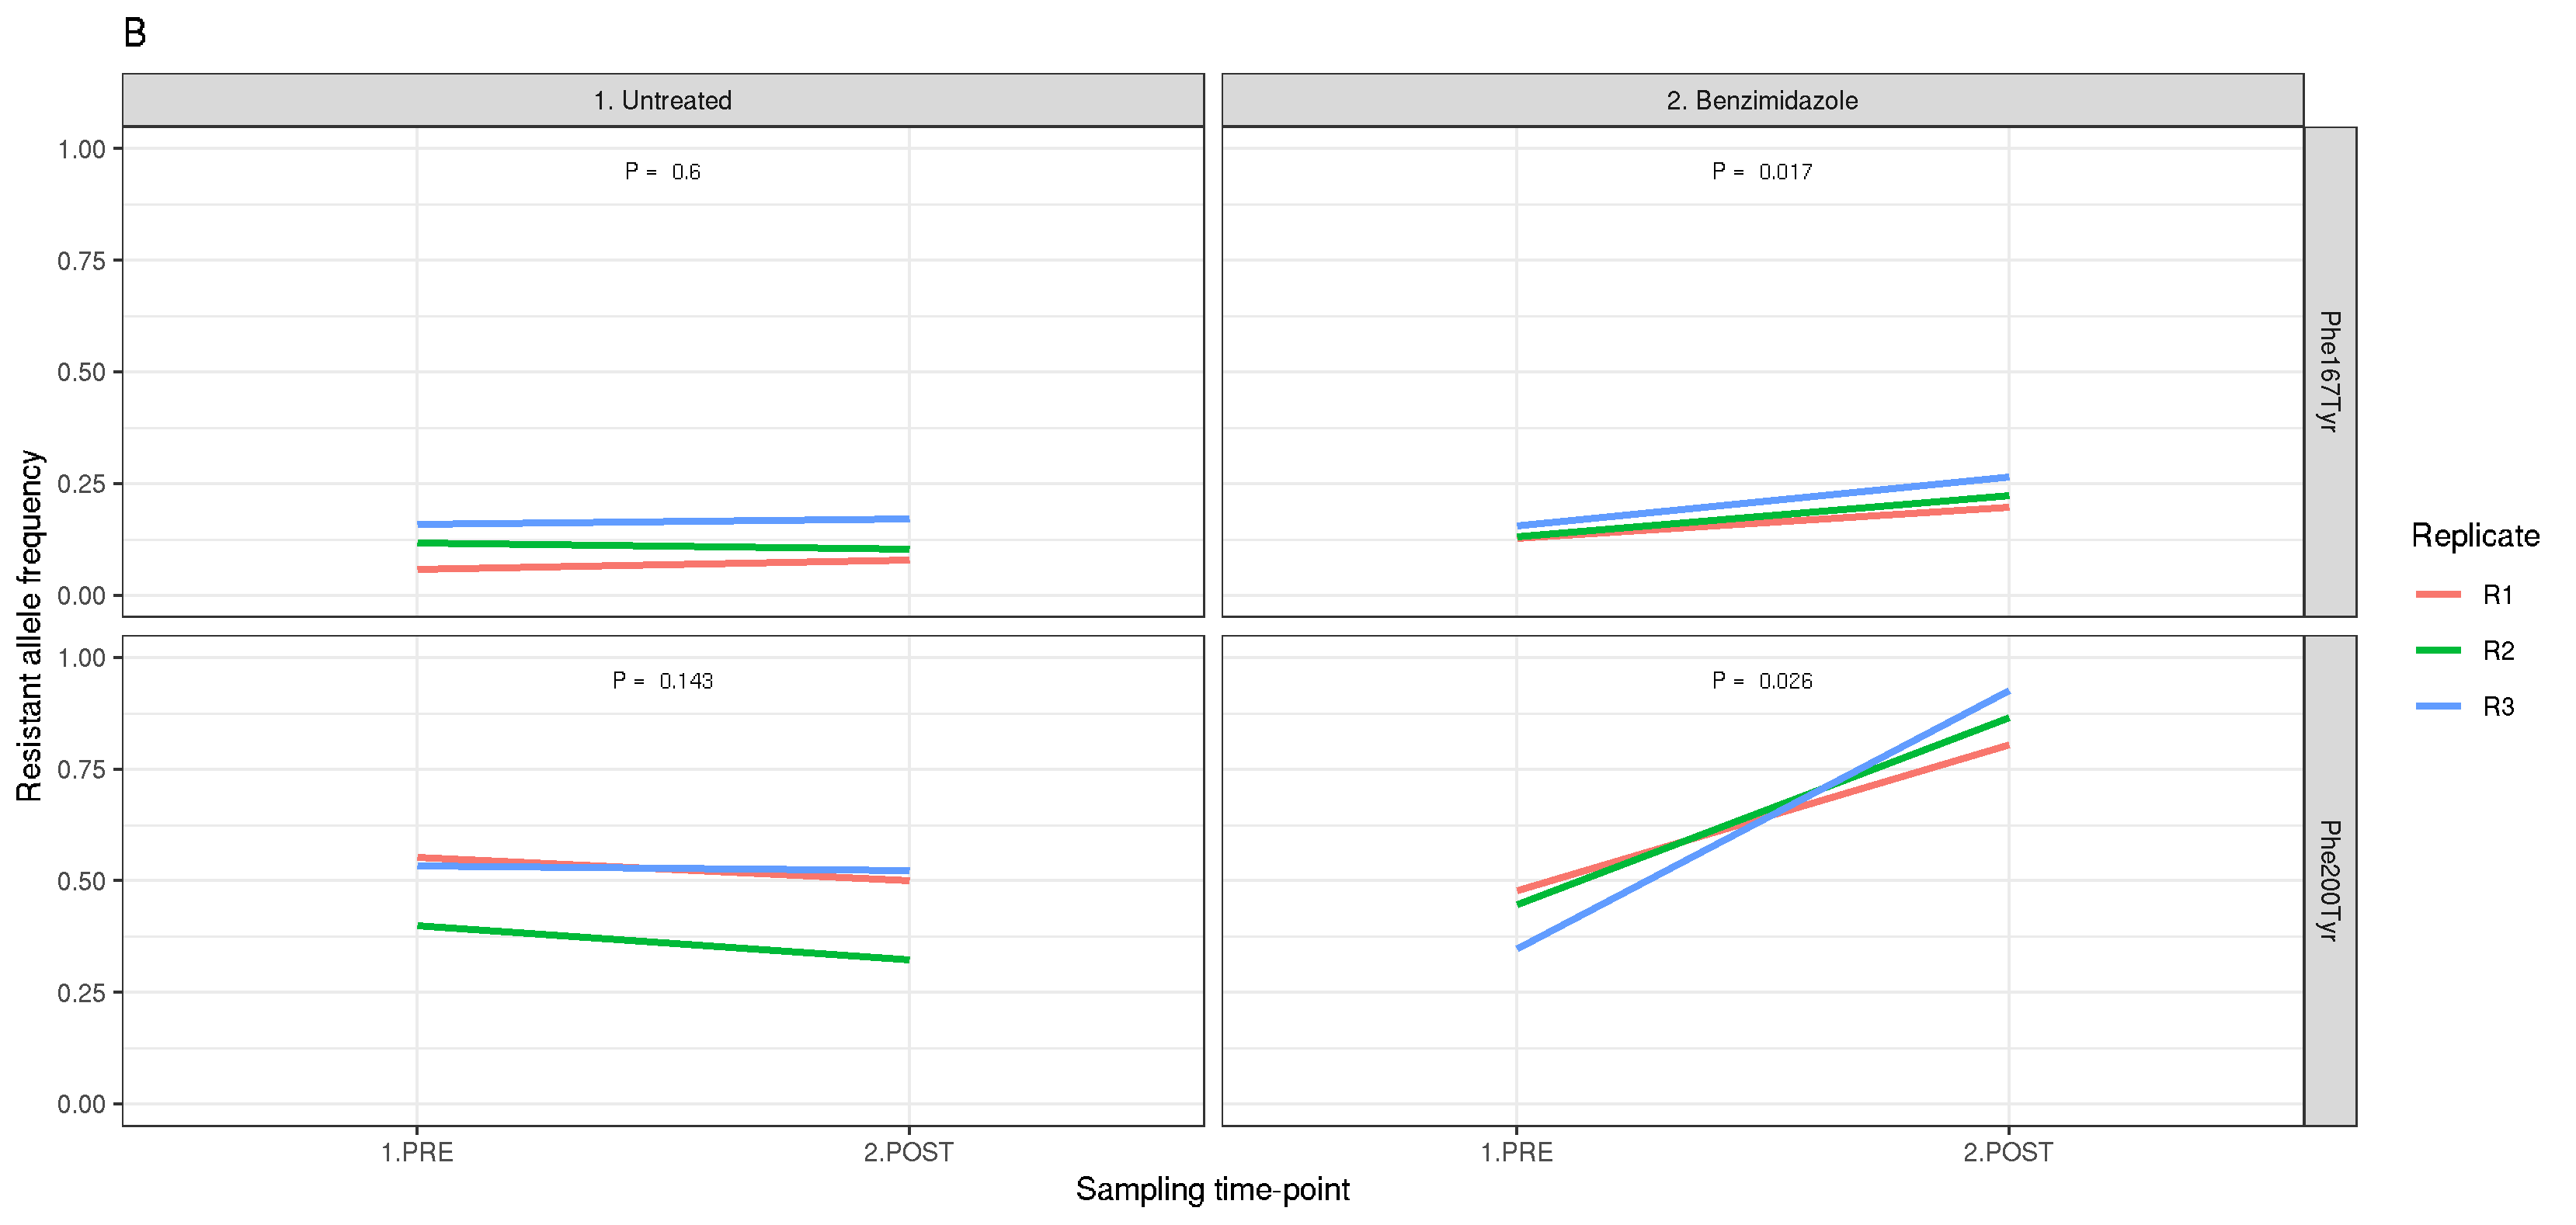 B
1. Untreated
2. Benzimidazole
1.00
0.75
0.50
0.25
0.00
P = 0.6
P = 0.017
Phe167Tyr
1.00
0.75
0.50
0.25
0.00
P = 0.143
P = 0.026
Phe200Tyr
Resistant allele frequency
1.PRE
2.POST
1.PRE
2.POST
Sampling time-point
Replicate
R1
R2
R3